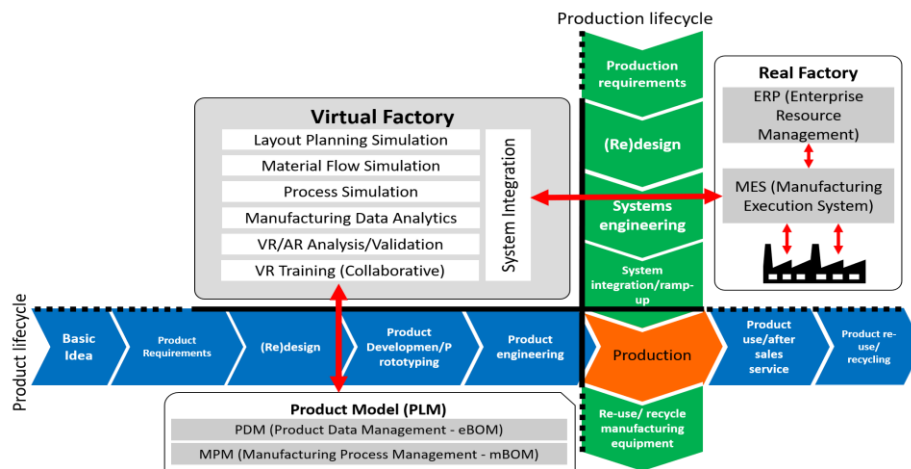 Production lifecycle
Production
requirements
(Re)design
Systems
engineering
System
integration/ramp-
up
Virtual Factory
Layout Planning Simulation
Material Flow Simulation
Process Simulation
Manufacturing Data Analytics
VR/AR Analysis/Validation
VR Training (Collaborative)
System Integration
Real Factory
ERP (Enterprise
Resource
Management)
MES (Manufacturing
Execution System)
Product lifecycle
Basic
Idea
Product
Requirements
(Re)design
Product
Developmen/P
rototyping
Product
engineering
Production
Product
use/after
sales
service
Product re-
use/
recycling
Re-use/ recycle
manufacturing
equipment
Product Model (PLM)
PDM (Product Data Management - eBOM)
MPM (Manufacturing Process Management - mBOM)